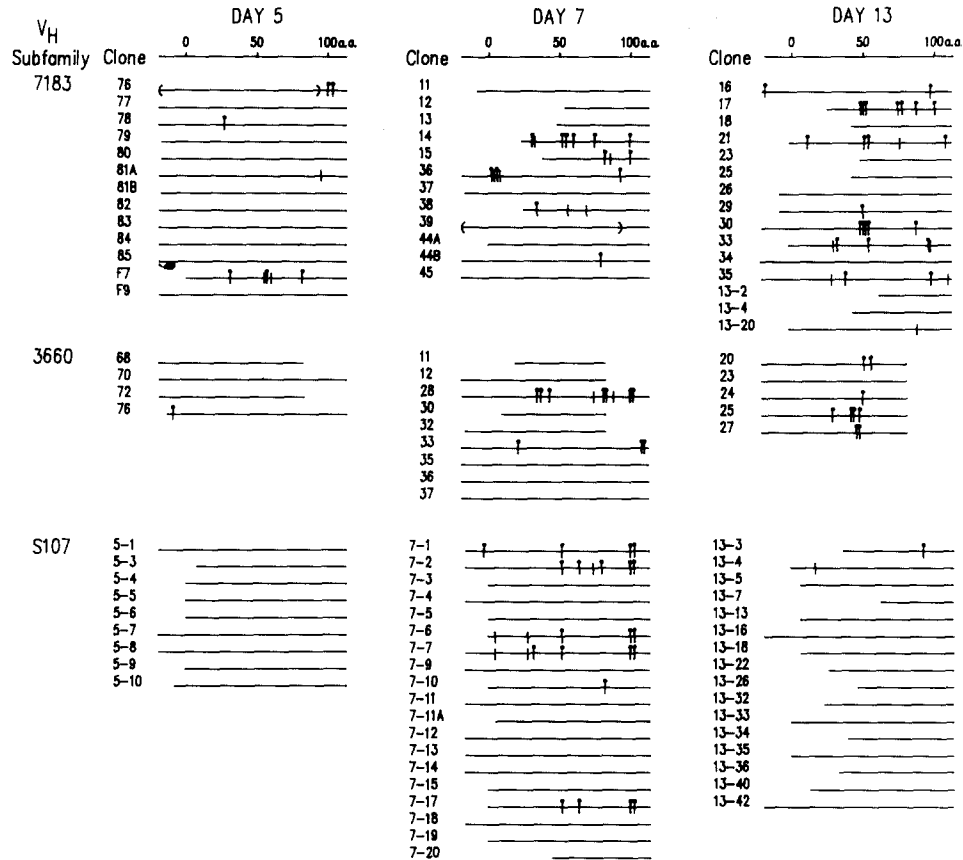 DAY 5 DAY 7 DAY 13
V_H Subfamily Clone 0 50 100a.a. Clone 0 50 100a.a. Clone 0 50 100a.a.
7183
76 11 16
77 12 17
78 13 18
79 14 21
80 15 23
81A 36 25
81B 37 26
82 38 29
83 39 30
84 44A 33
85 44B 34
F7 45 35
F9 13-2
13-4
13-20
3660
68 11 20
70 12 23
72 28 24
76 30 25
32 27
33
35
36
37
S107
5-1 7-1 13-3
5-3 7-2 13-4
5-4 7-3 13-5
5-5 7-4 13-7
5-6 7-5 13-13
5-7 7-6 13-16
5-8 7-7 13-18
5-9 7-9 13-22
5-10 7-10 13-26
7-11 13-32
7-11A 13-33
7-12 13-34
7-13 13-35
7-14 13-36
7-15 13-40
7-17 13-42
7-18
7-19
7-20